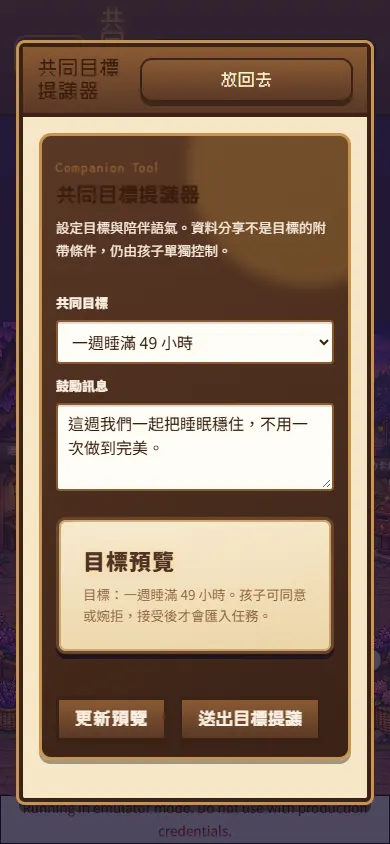 共
共同目標
提議器
放回去
Companion Tool
共同目標提議器
設定目標與陪伴語氣。資料分享不是目標的附
帶條件，仍由孩子單獨控制。
共同目標
一週睡滿 49 小時
鼓勵訊息
這週我們一起把睡眠穩住，不用一
次做到完美。
目標預覽
目標：一週睡滿 49 小時。孩子可同意
或婉拒，接受後才會匯入任務。
更新預覽
送出目標提議
Running in emulator mode. Do not use with production
credentials.